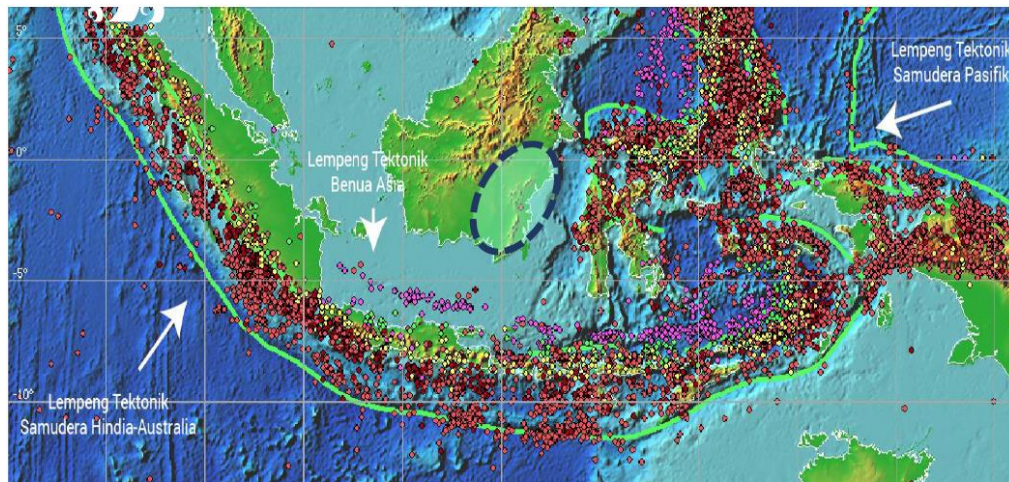 5°
Lempeng Tektonik
Samudera Pasifik
0°
Lempeng Tektonik
Benua Asia
-5°
-10°
Lempeng Tektonik
Samudera Hindia-Australia